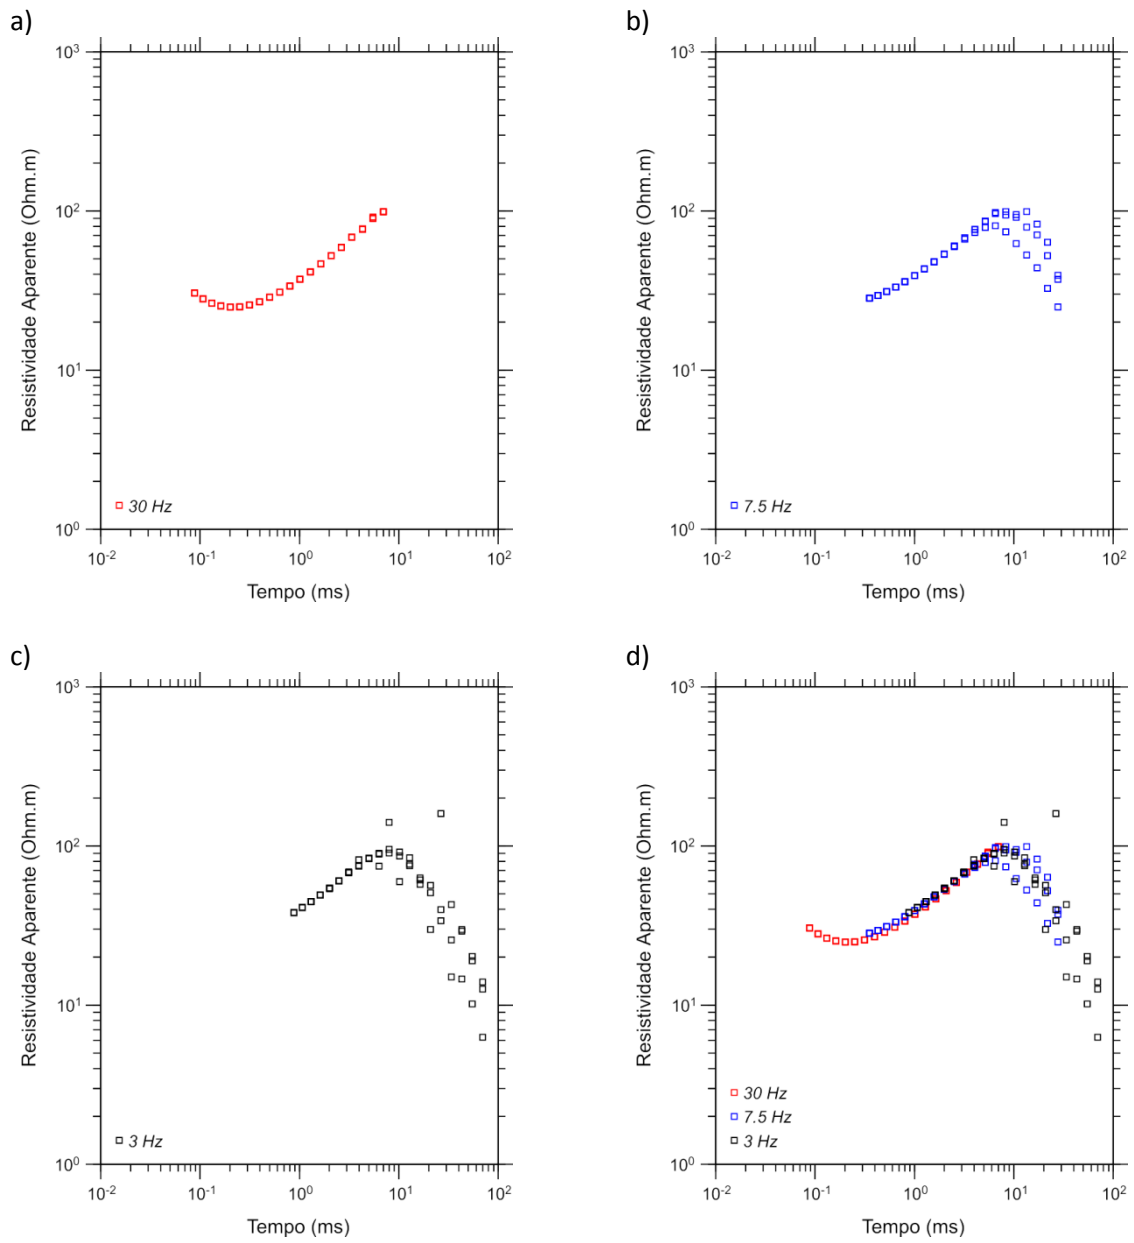 a)
10³
10²
10¹
10⁰
Resistividade Aparente (Ohm.m)
30 Hz
10⁻² 10⁻¹ 10⁰ 10¹ 10²
Tempo (ms)
b)
10³
10²
10¹
10⁰
Resistividade Aparente (Ohm.m)
7.5 Hz
10⁻² 10⁻¹ 10⁰ 10¹ 10²
Tempo (ms)
c)
10³
10²
10¹
10⁰
Resistividade Aparente (Ohm.m)
3 Hz
10⁻² 10⁻¹ 10⁰ 10¹ 10²
Tempo (ms)
d)
10³
10²
10¹
10⁰
Resistividade Aparente (Ohm.m)
30 Hz
7.5 Hz
3 Hz
10⁻² 10⁻¹ 10⁰ 10¹ 10²
Tempo (ms)